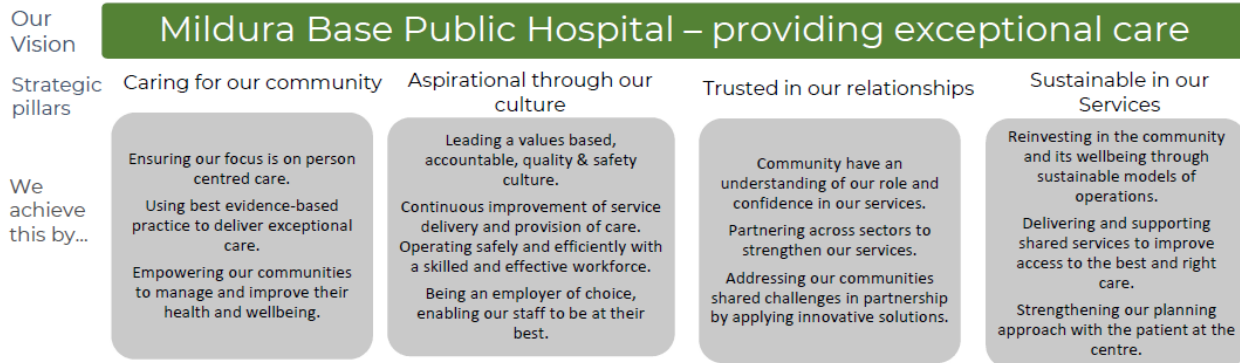 Our
Vision
Mildura Base Public Hospital – providing exceptional care
Strategic
pillars
Caring for our community
Aspirational through our
culture
Trusted in our relationships
Sustainable in our
Services
We
achieve
this by...
Ensuring our focus is on person
centred care.
Using best evidence-based
practice to deliver exceptional
care.
Empowering our communities
to manage and improve their
health and wellbeing.
Leading a values based,
accountable, quality & safety
culture.
Continuous improvement of service
delivery and provision of care.
Operating safely and efficiently with
a skilled and effective workforce.
Being an employer of choice,
enabling our staff to be at their
best.
Community have an
understanding of our role and
confidence in our services.
Partnering across sectors to
strengthen our services.
Addressing our communities
shared challenges in partnership
by applying innovative solutions.
Reinvesting in the community
and its wellbeing through
sustainable models of
operations.
Delivering and supporting
shared services to improve
access to the best and right
care.
Strengthening our planning
approach with the patient at the
centre.